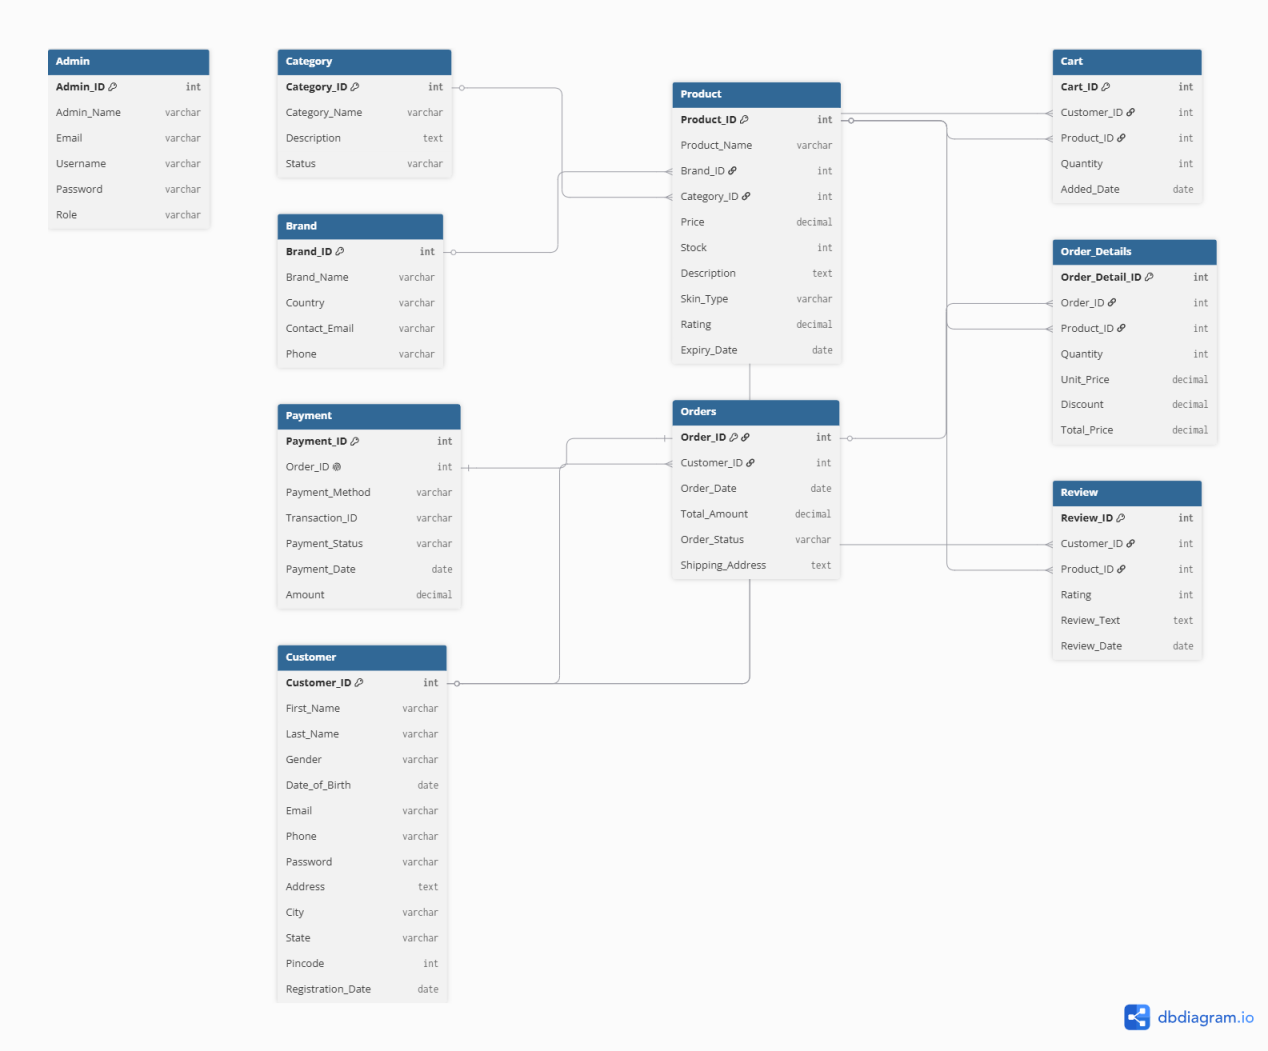 Admin
Admin_ID int
Admin_Name varchar
Email varchar
Username varchar
Password varchar
Role varchar
Category
Category_ID int
Category_Name varchar
Description text
Status varchar
Brand
Brand_ID int
Brand_Name varchar
Country varchar
Contact_Email varchar
Phone varchar
Payment
Payment_ID int
Order_ID int
Payment_Method varchar
Transaction_ID varchar
Payment_Status varchar
Payment_Date date
Amount decimal
Customer
Customer_ID int
First_Name varchar
Last_Name varchar
Gender varchar
Date_of_Birth date
Email varchar
Phone varchar
Password varchar
Address text
City varchar
State varchar
Pincode int
Registration_Date date
Product
Product_ID int
Product_Name varchar
Brand_ID int
Category_ID int
Price decimal
Stock int
Description text
Skin_Type varchar
Rating decimal
Expiry_Date date
Orders
Order_ID int
Customer_ID int
Order_Date date
Total_Amount decimal
Order_Status varchar
Shipping_Address text
Cart
Cart_ID int
Customer_ID int
Product_ID int
Quantity int
Added_Date date
Order_Details
Order_Detail_ID int
Order_ID int
Product_ID int
Quantity int
Unit_Price decimal
Discount decimal
Total_Price decimal
Review
Review_ID int
Customer_ID int
Product_ID int
Rating int
Review_Text text
Review_Date date
dbdiagram.io